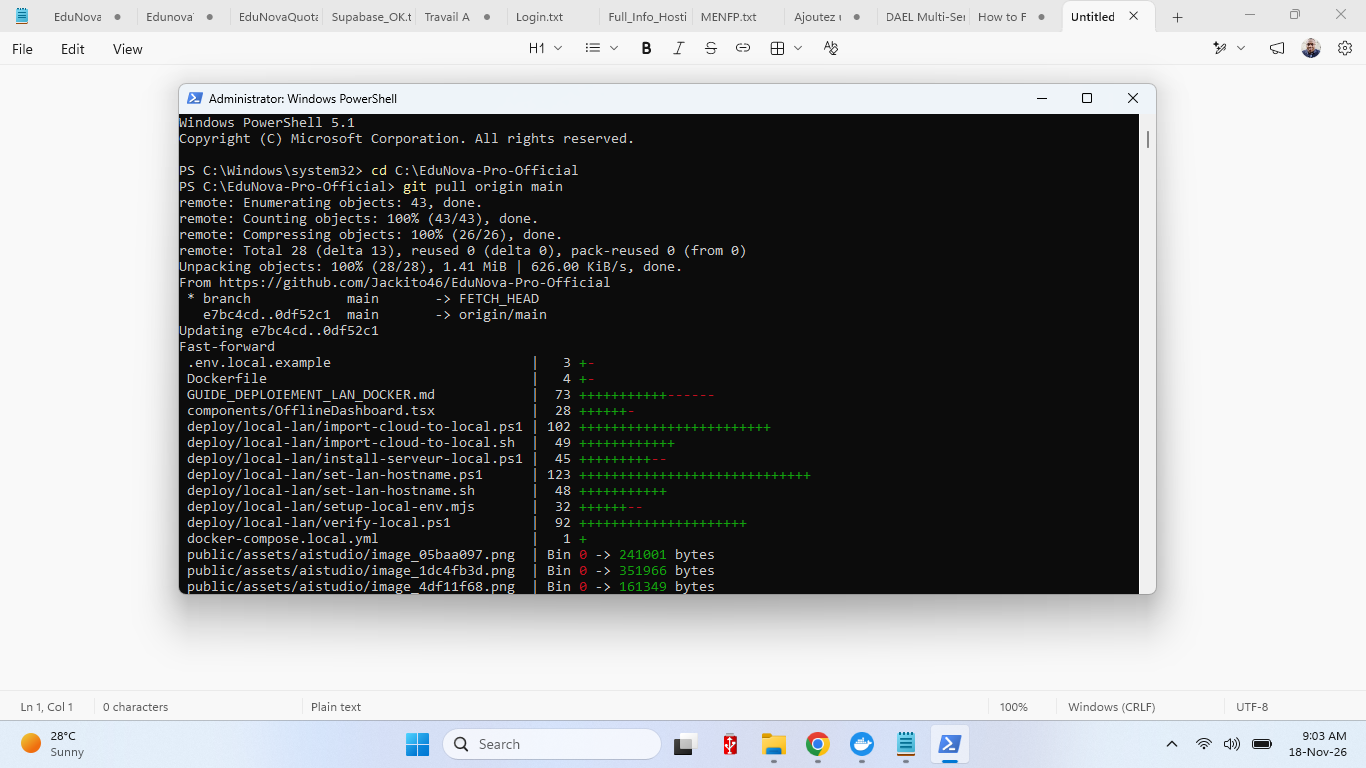 EduNova
Edunova
EduNovaQuota
Supabase_OK.t
Travail A
Login.txt
Full_Info_Hosti
MENFP.txt
Ajoutez u
DAEL Multi-Ser
How to F
Untitled
File
Edit
View
H1
Administrator: Windows PowerShell
Windows PowerShell 5.1
Copyright (C) Microsoft Corporation. All rights reserved.
PS C:\Windows\system32> cd C:\EduNova-Pro-Official
PS C:\EduNova-Pro-Official> git pull origin main
remote: Enumerating objects: 43, done.
remote: Counting objects: 100% (43/43), done.
remote: Compressing objects: 100% (26/26), done.
remote: Total 28 (delta 13), reused 0 (delta 0), pack-reused 0 (from 0)
Unpacking objects: 100% (28/28), 1.41 MiB | 626.00 KiB/s, done.
From https://github.com/Jackito46/EduNova-Pro-Official
 * branch            main       -> FETCH_HEAD
   e7bc4cd..0df52c1  main       -> origin/main
Updating e7bc4cd..0df52c1
Fast-forward
 .env.local.example                         |   3 +-
 Dockerfile                                 |   4 +-
 GUIDE_DEPLOIEMENT_LAN_DOCKER.md            |  73 +++++++++++------
 components/OfflineDashboard.tsx            |  28 ++++++-
 deploy/local-lan/import-cloud-to-local.ps1 | 102 ++++++++++++++++++++++++
 deploy/local-lan/import-cloud-to-local.sh  |  49 ++++++++++++
 deploy/local-lan/install-serveur-local.ps1 |  45 +++++++++--
 deploy/local-lan/set-lan-hostname.ps1      | 123 +++++++++++++++++++++++++++++
 deploy/local-lan/set-lan-hostname.sh       |  48 +++++++++++
 deploy/local-lan/setup-local-env.mjs       |  32 ++++++--
 deploy/local-lan/verify-local.ps1          |  92 +++++++++++++++++++++
 docker-compose.local.yml                   |   1 +
 public/assets/aistudio/image_05baa097.png  | Bin 0 -> 241001 bytes
 public/assets/aistudio/image_1dc4fb3d.png  | Bin 0 -> 351966 bytes
 public/assets/aistudio/image_4df11f68.png  | Bin 0 -> 161349 bytes
Ln 1, Col 1
0 characters
Plain text
100%
Windows (CRLF)
UTF-8
28°C
Sunny
Search
9:03 AM
18-Nov-26